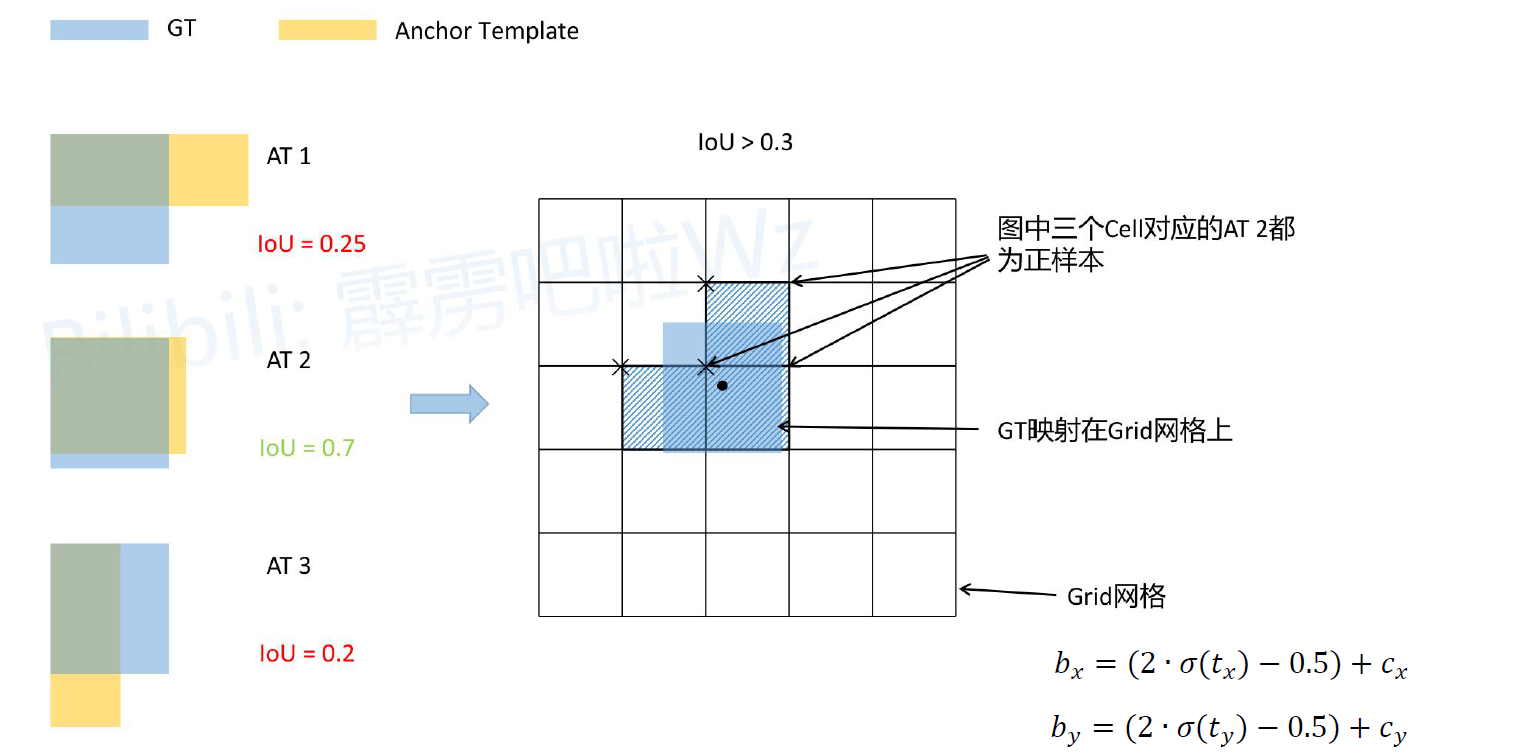 GT
Anchor Template
AT 1
IoU = 0.25
AT 2
IoU = 0.7
AT 3
IoU = 0.2
IoU > 0.3
图中三个Cell对应的AT 2都
为正样本
GT映射在Grid网格上
Grid网格
Bilibili: 霹雳吧啦Wz
b_x = (2 · σ(t_x) − 0.5) + c_x
b_y = (2 · σ(t_y) − 0.5) + c_y